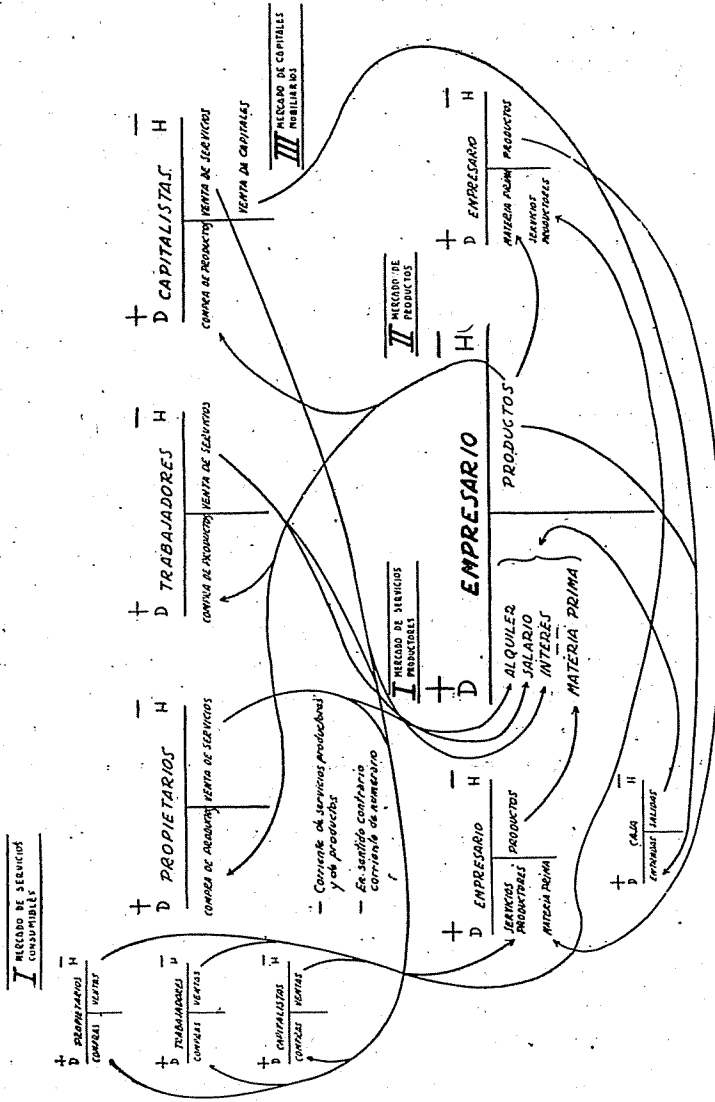 I MERCADO DE SERVICIOS
CONSUMIBLES
+ −
D PROPIETARIOS H
COMPRAS VENTAS
+ −
D TRABAJADORES H
COMPRAS VENTAS
+ −
D CAPITALISTAS H
COMPRAS VENTAS
+ −
D PROPIETARIOS H
COMPRA DE PRODUCTOS VENTA DE SERVICIOS
+ −
D TRABAJADORES H
COMPRA DE PRODUCTOS VENTA DE SERVICIOS
+ −
D CAPITALISTAS. H
COMPRA DE PRODUCTOS VENTA DE SERVICIOS
VENTA DA CAPITALES
III MERCADO DE CAPITALES
MOBILIARIOS
— Corriente de servicios productores
y de productos
— En sentido contrario
corriente de numerario
I MERCADO DE SERVICIOS
PRODUCTORES
II MERCADO DE
PRODUCTOS
+ −
D EMPRESARIO H
ALQUILER
SALARIO
INTERÉS
MATERIA PRIMA
PRODUCTOS
+ −
D EMPRESARIO H
SERVICIOS
PRODUCTORES
PRODUCTOS
MATERIA PRIMA
+ −
D EMPRESARIO H
MATERIA PRIMA PRODUCTOS
SERVICIOS
PRODUCTORES
+ −
D CAJA H
ENTRADAS SALIDAS